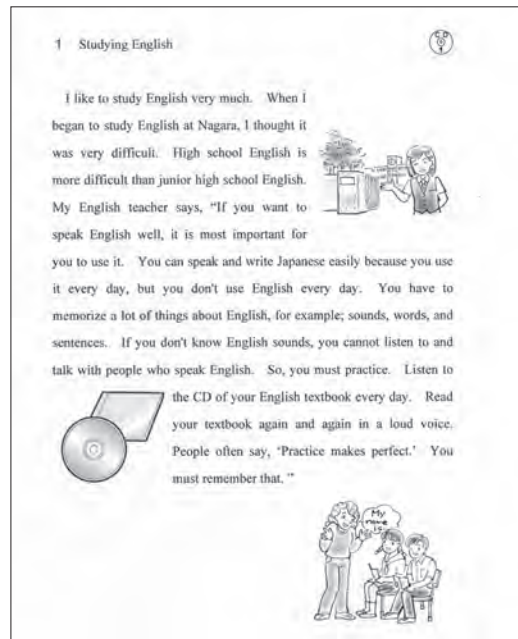 1 Studying English
CD
1
I like to study English very much. When I
began to study English at Nagara, I thought it
was very difficult. High school English is
more difficult than junior high school English.
My English teacher says, “If you want to
speak English well, it is most important for
you to use it. You can speak and write Japanese easily because you use
it every day, but you don't use English every day. You have to
memorize a lot of things about English, for example; sounds, words, and
sentences. If you don't know English sounds, you cannot listen to and
talk with people who speak English. So, you must practice. Listen to
the CD of your English textbook every day. Read
your textbook again and again in a loud voice.
People often say, ‘Practice makes perfect.’ You
must remember that. ”
My
name
is..